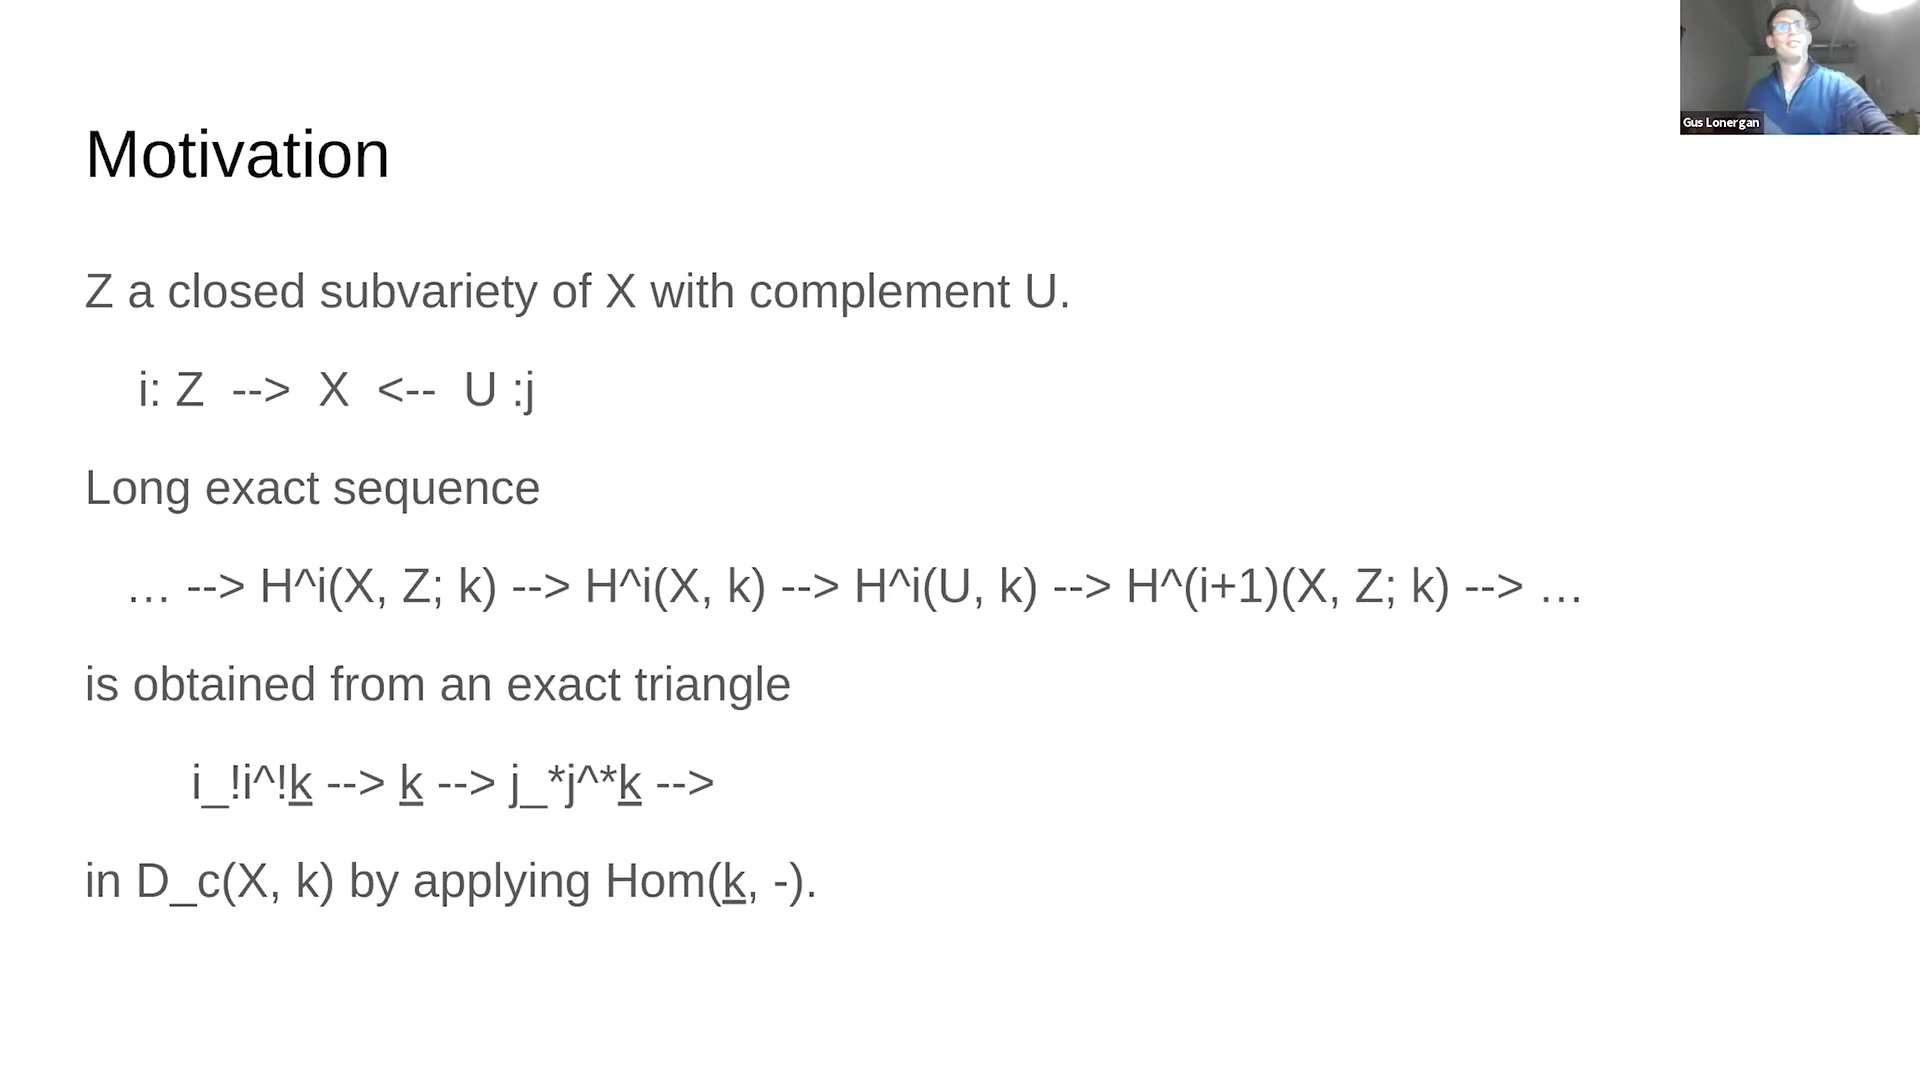 Gus Lonergan
Motivation
Z a closed subvariety of X with complement U.
i: Z --> X <-- U :j
Long exact sequence
… --> H^i(X, Z; k) --> H^i(X, k) --> H^i(U, k) --> H^(i+1)(X, Z; k) --> …
is obtained from an exact triangle
i_!i^!k --> k --> j_*j^*k -->
in D_c(X, k) by applying Hom(k, -).